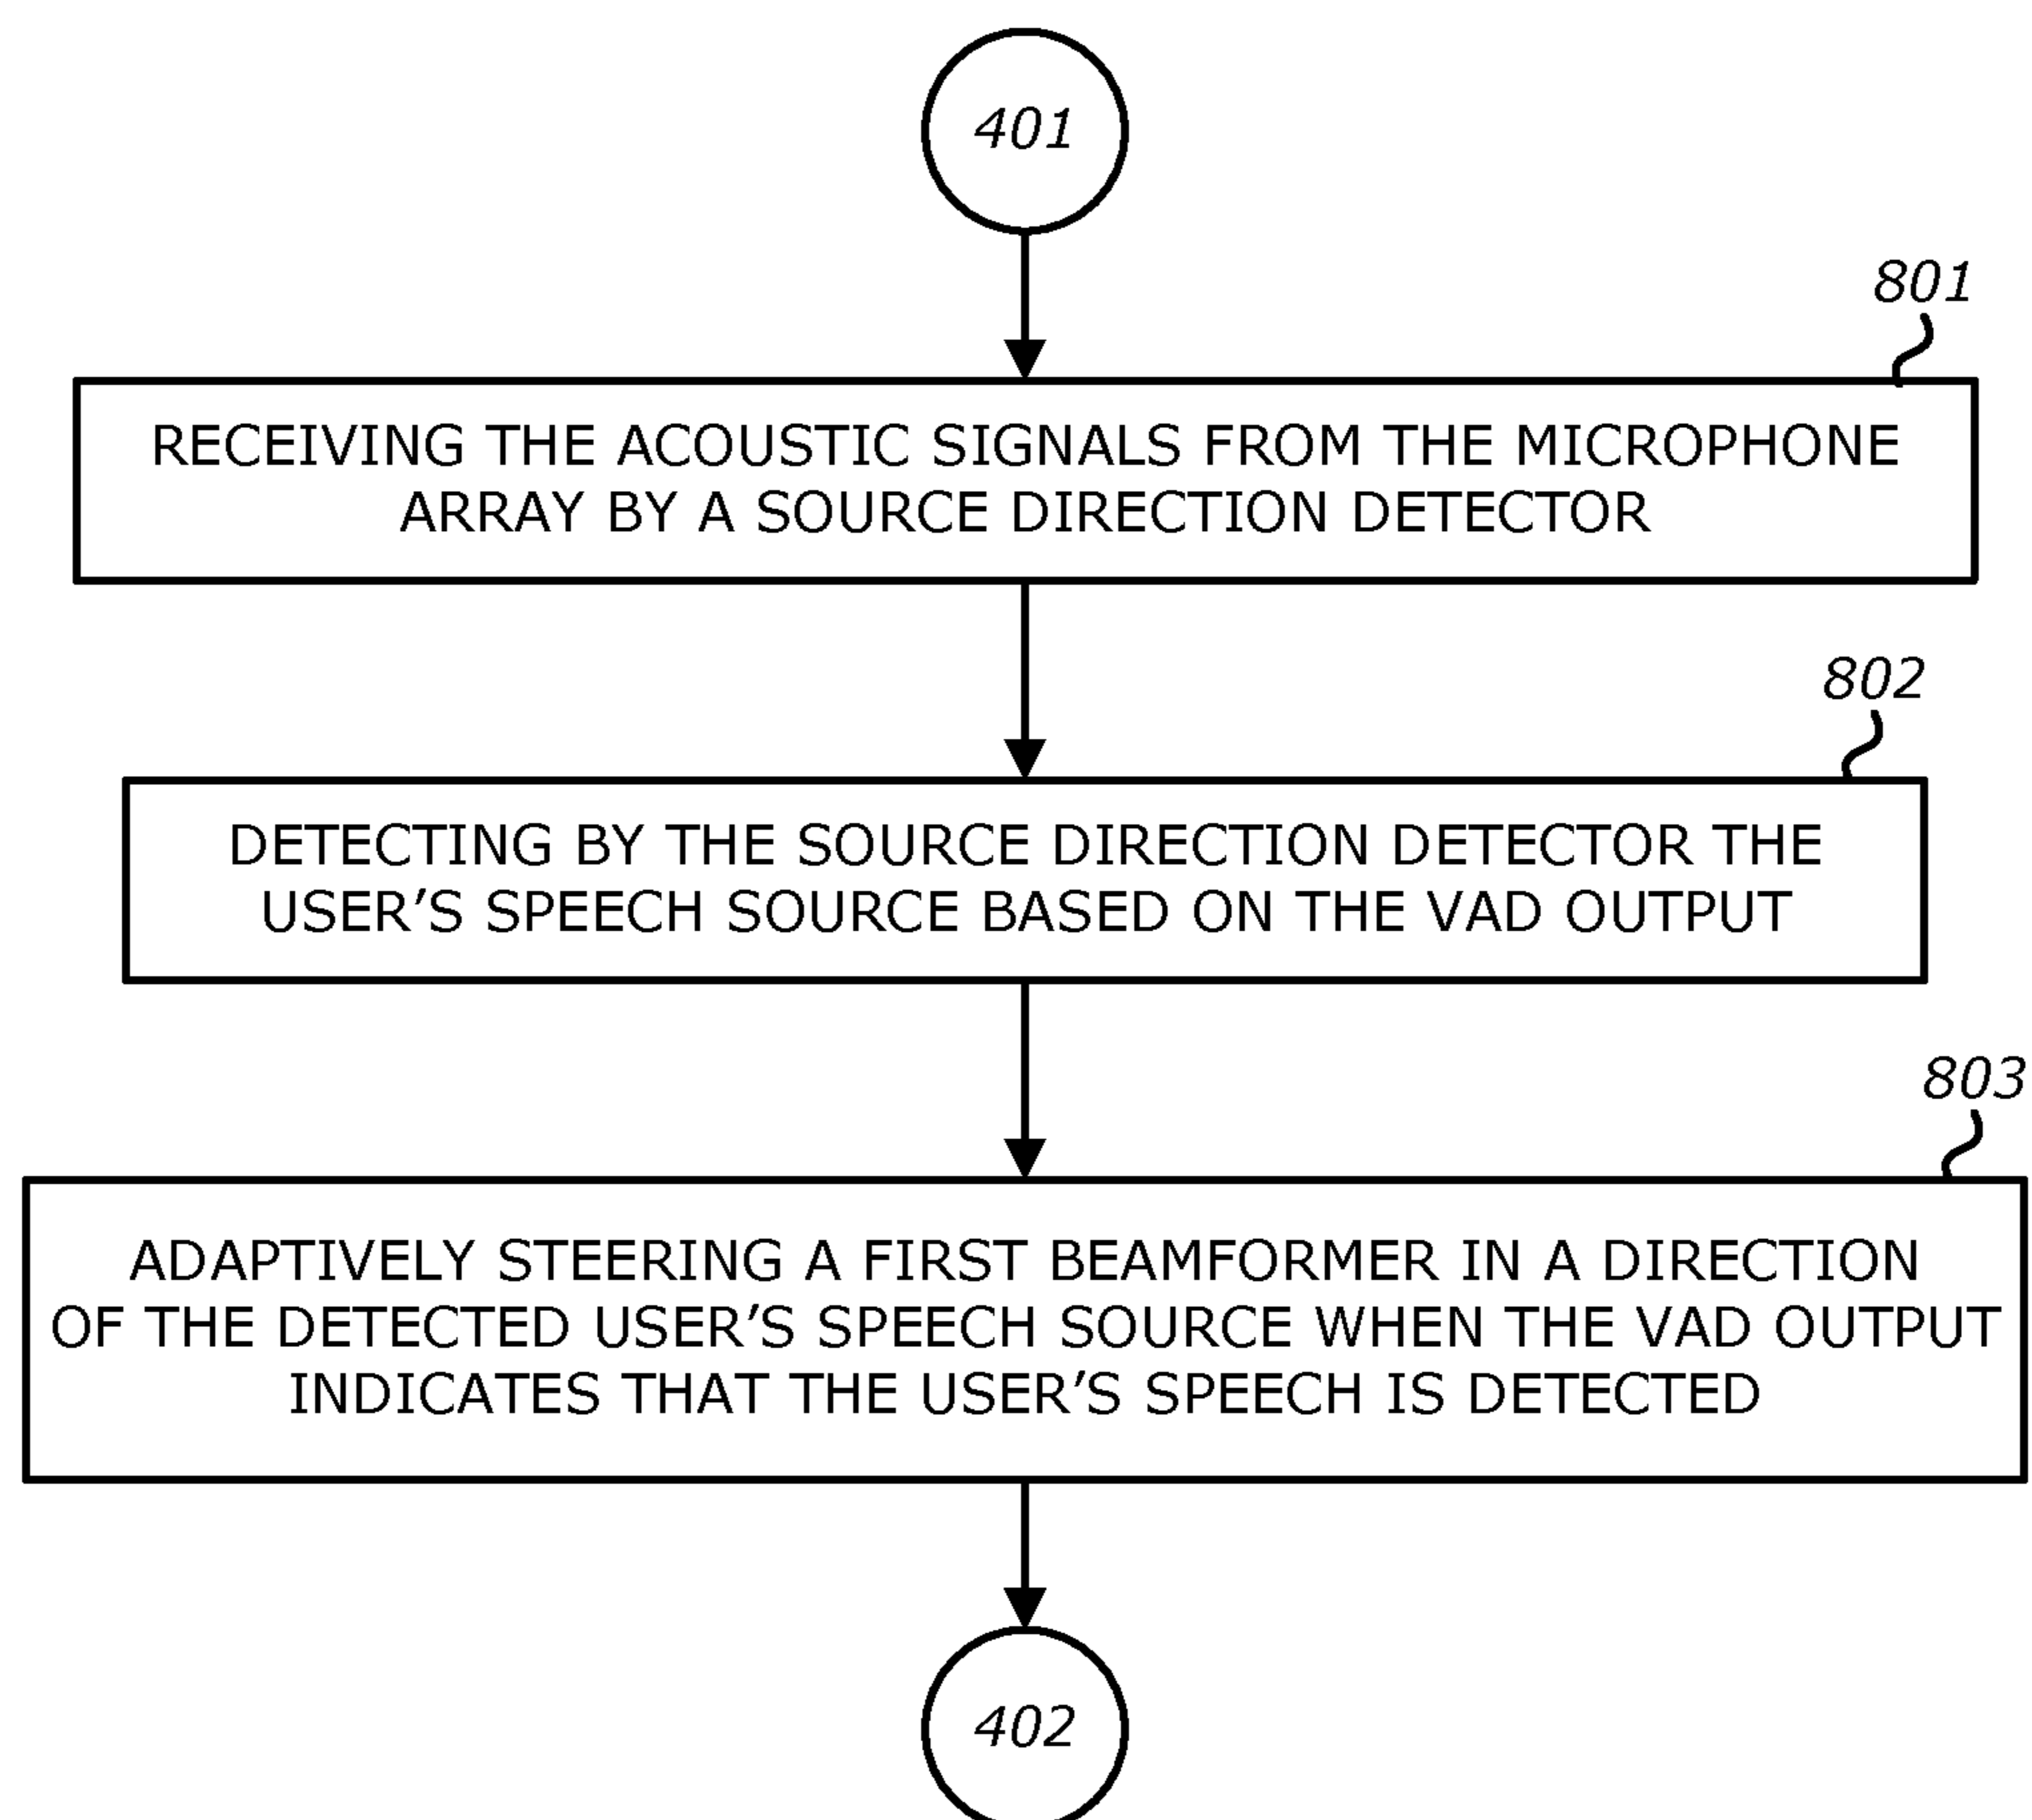 401
801
RECEIVING THE ACOUSTIC SIGNALS FROM THE MICROPHONE
ARRAY BY A SOURCE DIRECTION DETECTOR
802
DETECTING BY THE SOURCE DIRECTION DETECTOR THE
USER'S SPEECH SOURCE BASED ON THE VAD OUTPUT
803
ADAPTIVELY STEERING A FIRST BEAMFORMER IN A DIRECTION
OF THE DETECTED USER'S SPEECH SOURCE WHEN THE VAD OUTPUT
INDICATES THAT THE USER'S SPEECH IS DETECTED
402